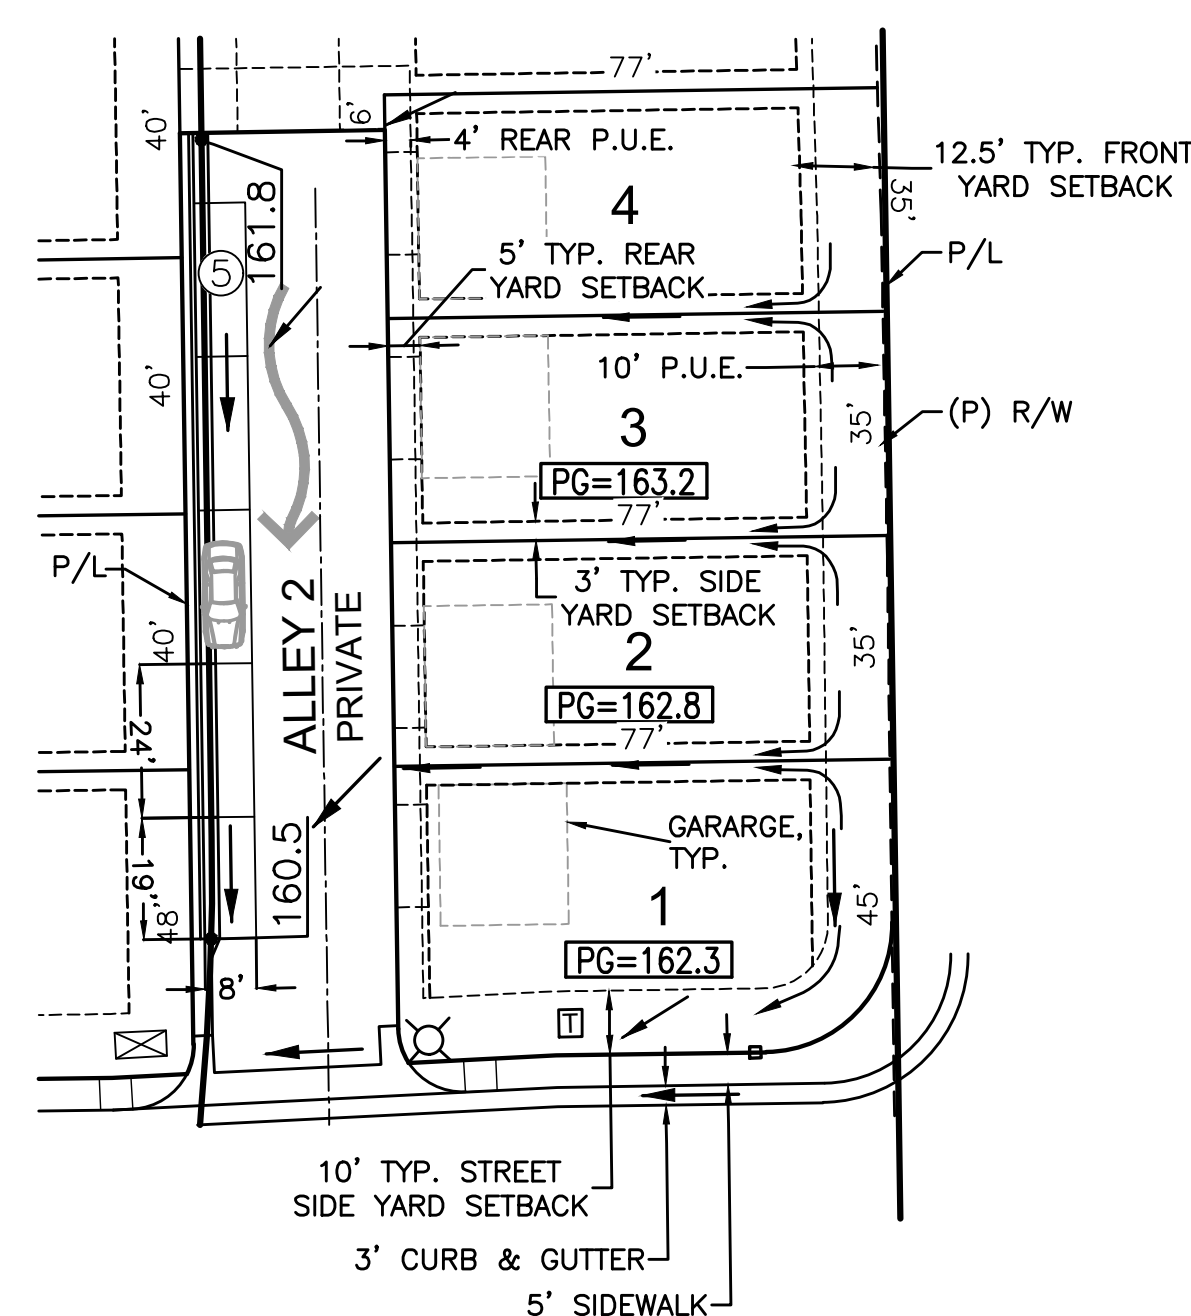 77'
40'
6'
4' REAR P.U.E.
12.5' TYP. FRONT
YARD SETBACK
161.8
4
35'
5' TYP. REAR
YARD SETBACK
P/L
5
10' P.U.E.
40'
3
35'
(P) R/W
PG=163.2
77'
P/L
3' TYP. SIDE
YARD SETBACK
ALLEY 2
PRIVATE
40'
2
35'
PG=162.8
77'
24'
GARARGE,
TYP.
160.5
19'
48'
1
45'
PG=162.3
8'
T
10' TYP. STREET
SIDE YARD SETBACK
3' CURB & GUTTER
5' SIDEWALK